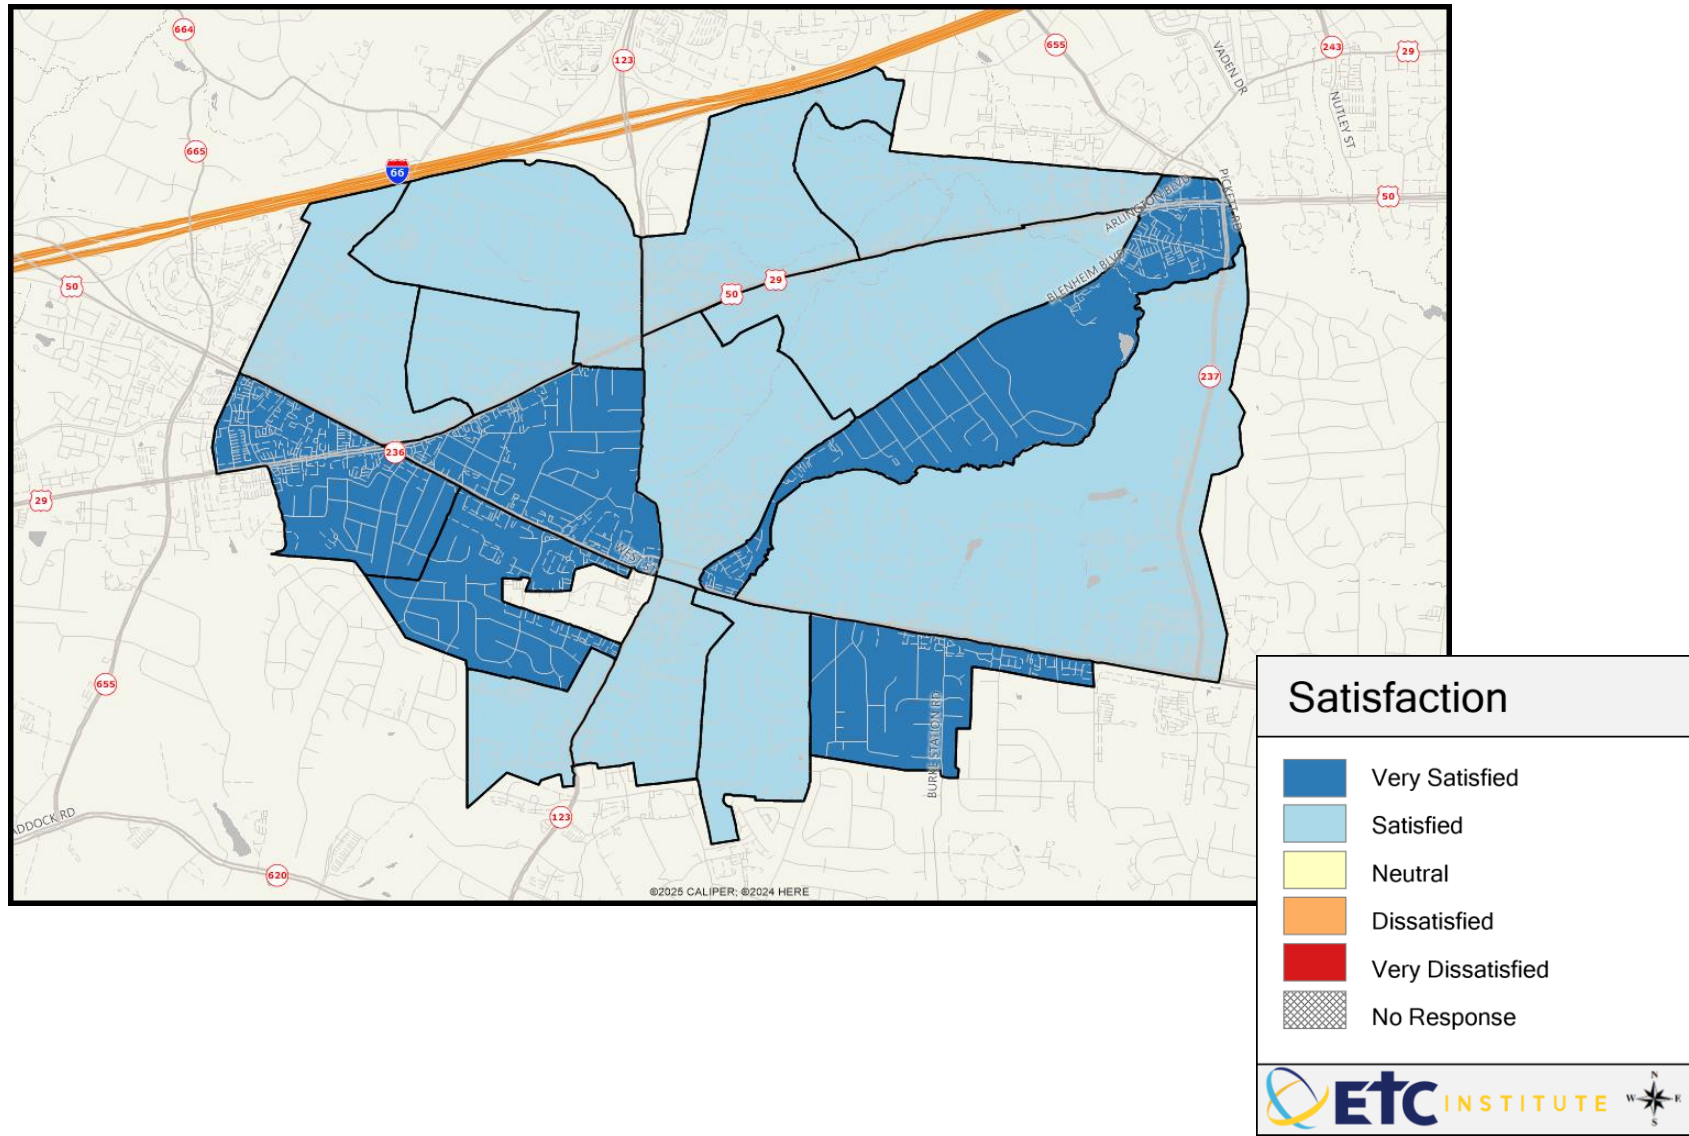 664
123
655
243
29
VADEN DR
NUTLEY ST
665
66
PICKETT RD
50
ARLINGTON BLVD
50
29
50
BLENHEIM BLVD
237
236
29
WEST ST
655
BURKE STATION RD
123
ADDOCK RD
620
©2025 CALIPER; ©2024 HERE
Satisfaction
Very Satisfied
Satisfied
Neutral
Dissatisfied
Very Dissatisfied
No Response
ETC INSTITUTE
N
W E
S